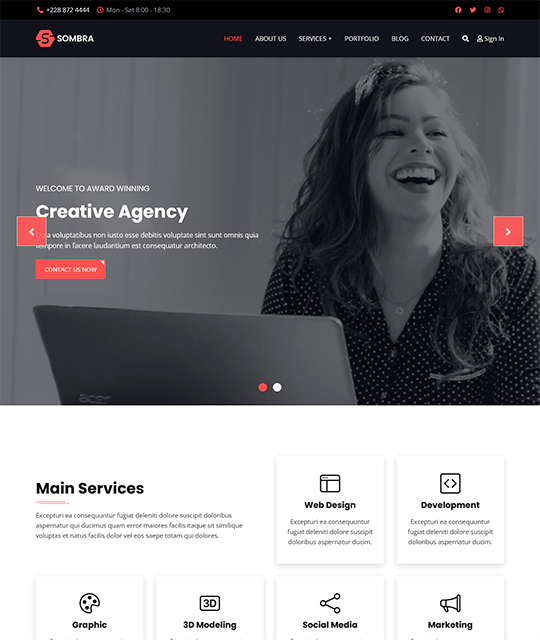 +228 872 4444 Mon - Sat 8:00 - 18:30
SOMBRA HOME ABOUT US SERVICES + PORTFOLIO BLOG CONTACT Sign In
WELCOME TO AWARD WINNING
Creative Agency
voluptatibus non iusto esse debitis voluptate sint sunt omnis quia
tempore in facere laudantium est consequatur architecto.
CONTACT US NOW
acer
Main Services
Excepturi ea consequuntur fugiat deleniti dolore suscipit doloribus
aspernatur qui ducimus quam error maiores facilis itaque sit similique
voluptas et natus facilis dolor vel eos saepe totam qui dolores.
Web Design
Excepturi ea consequuntur
fugiat deleniti dolore suscipit
doloribus aspernatur ducim.
Development
Excepturi ea consequuntur
fugiat deleniti dolore suscipit
doloribus aspernatur ducim.
Graphic
3D
3D Modeling
Social Media
Marketing